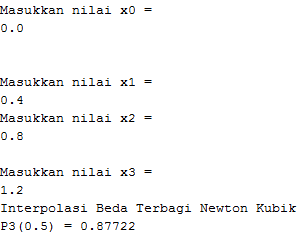 Masukkan nilai x0 =
0.0
Masukkan nilai x1 =
0.4
Masukkan nilai x2 =
0.8
Masukkan nilai x3 =
1.2
Interpolasi Beda Terbagi Newton Kubik
P3(0.5) = 0.87722